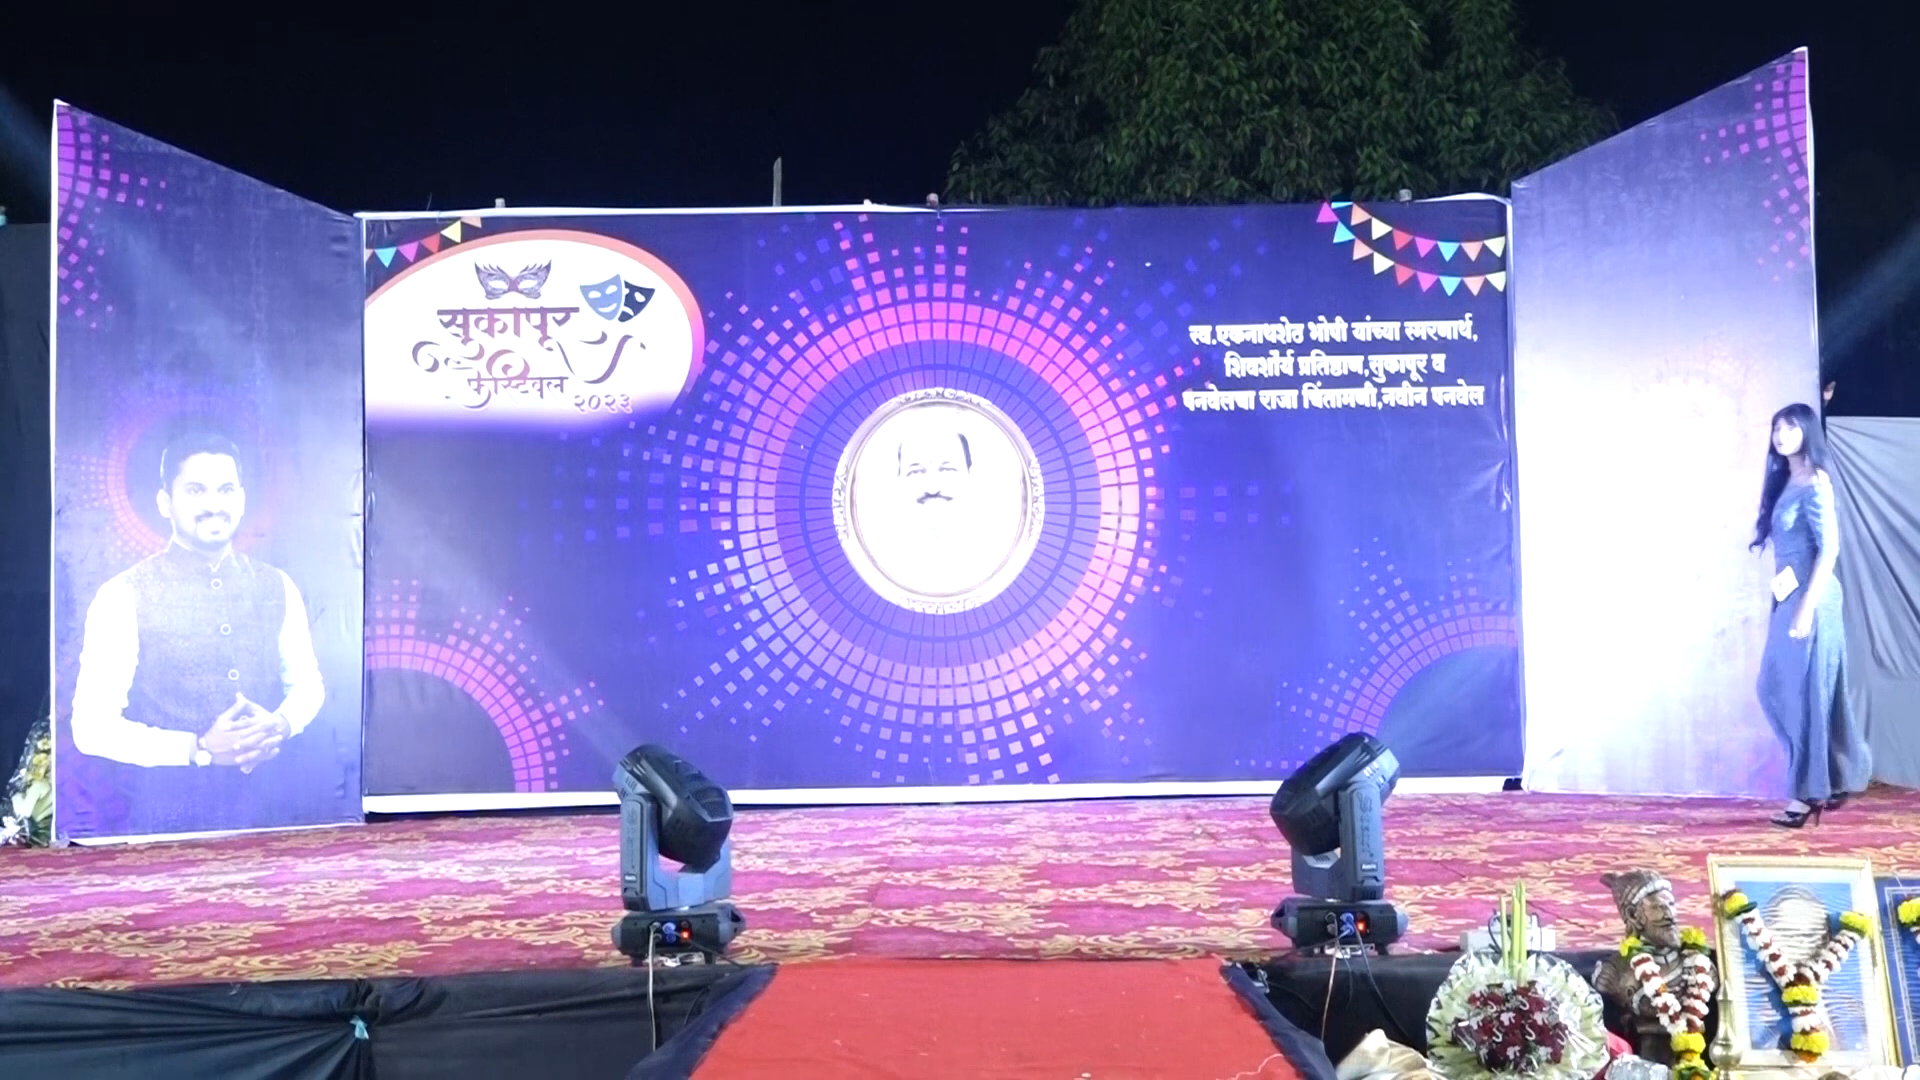 सुकापूर
फेस्टिवल
२०२३
स्व.एकनाथशेठ भोपी यांच्या स्मरणार्थ,
शिवशौर्य प्रतिष्ठान,सुकापूर व
पनवेलचा राजा चिंतामणी,नवीन पनवेल